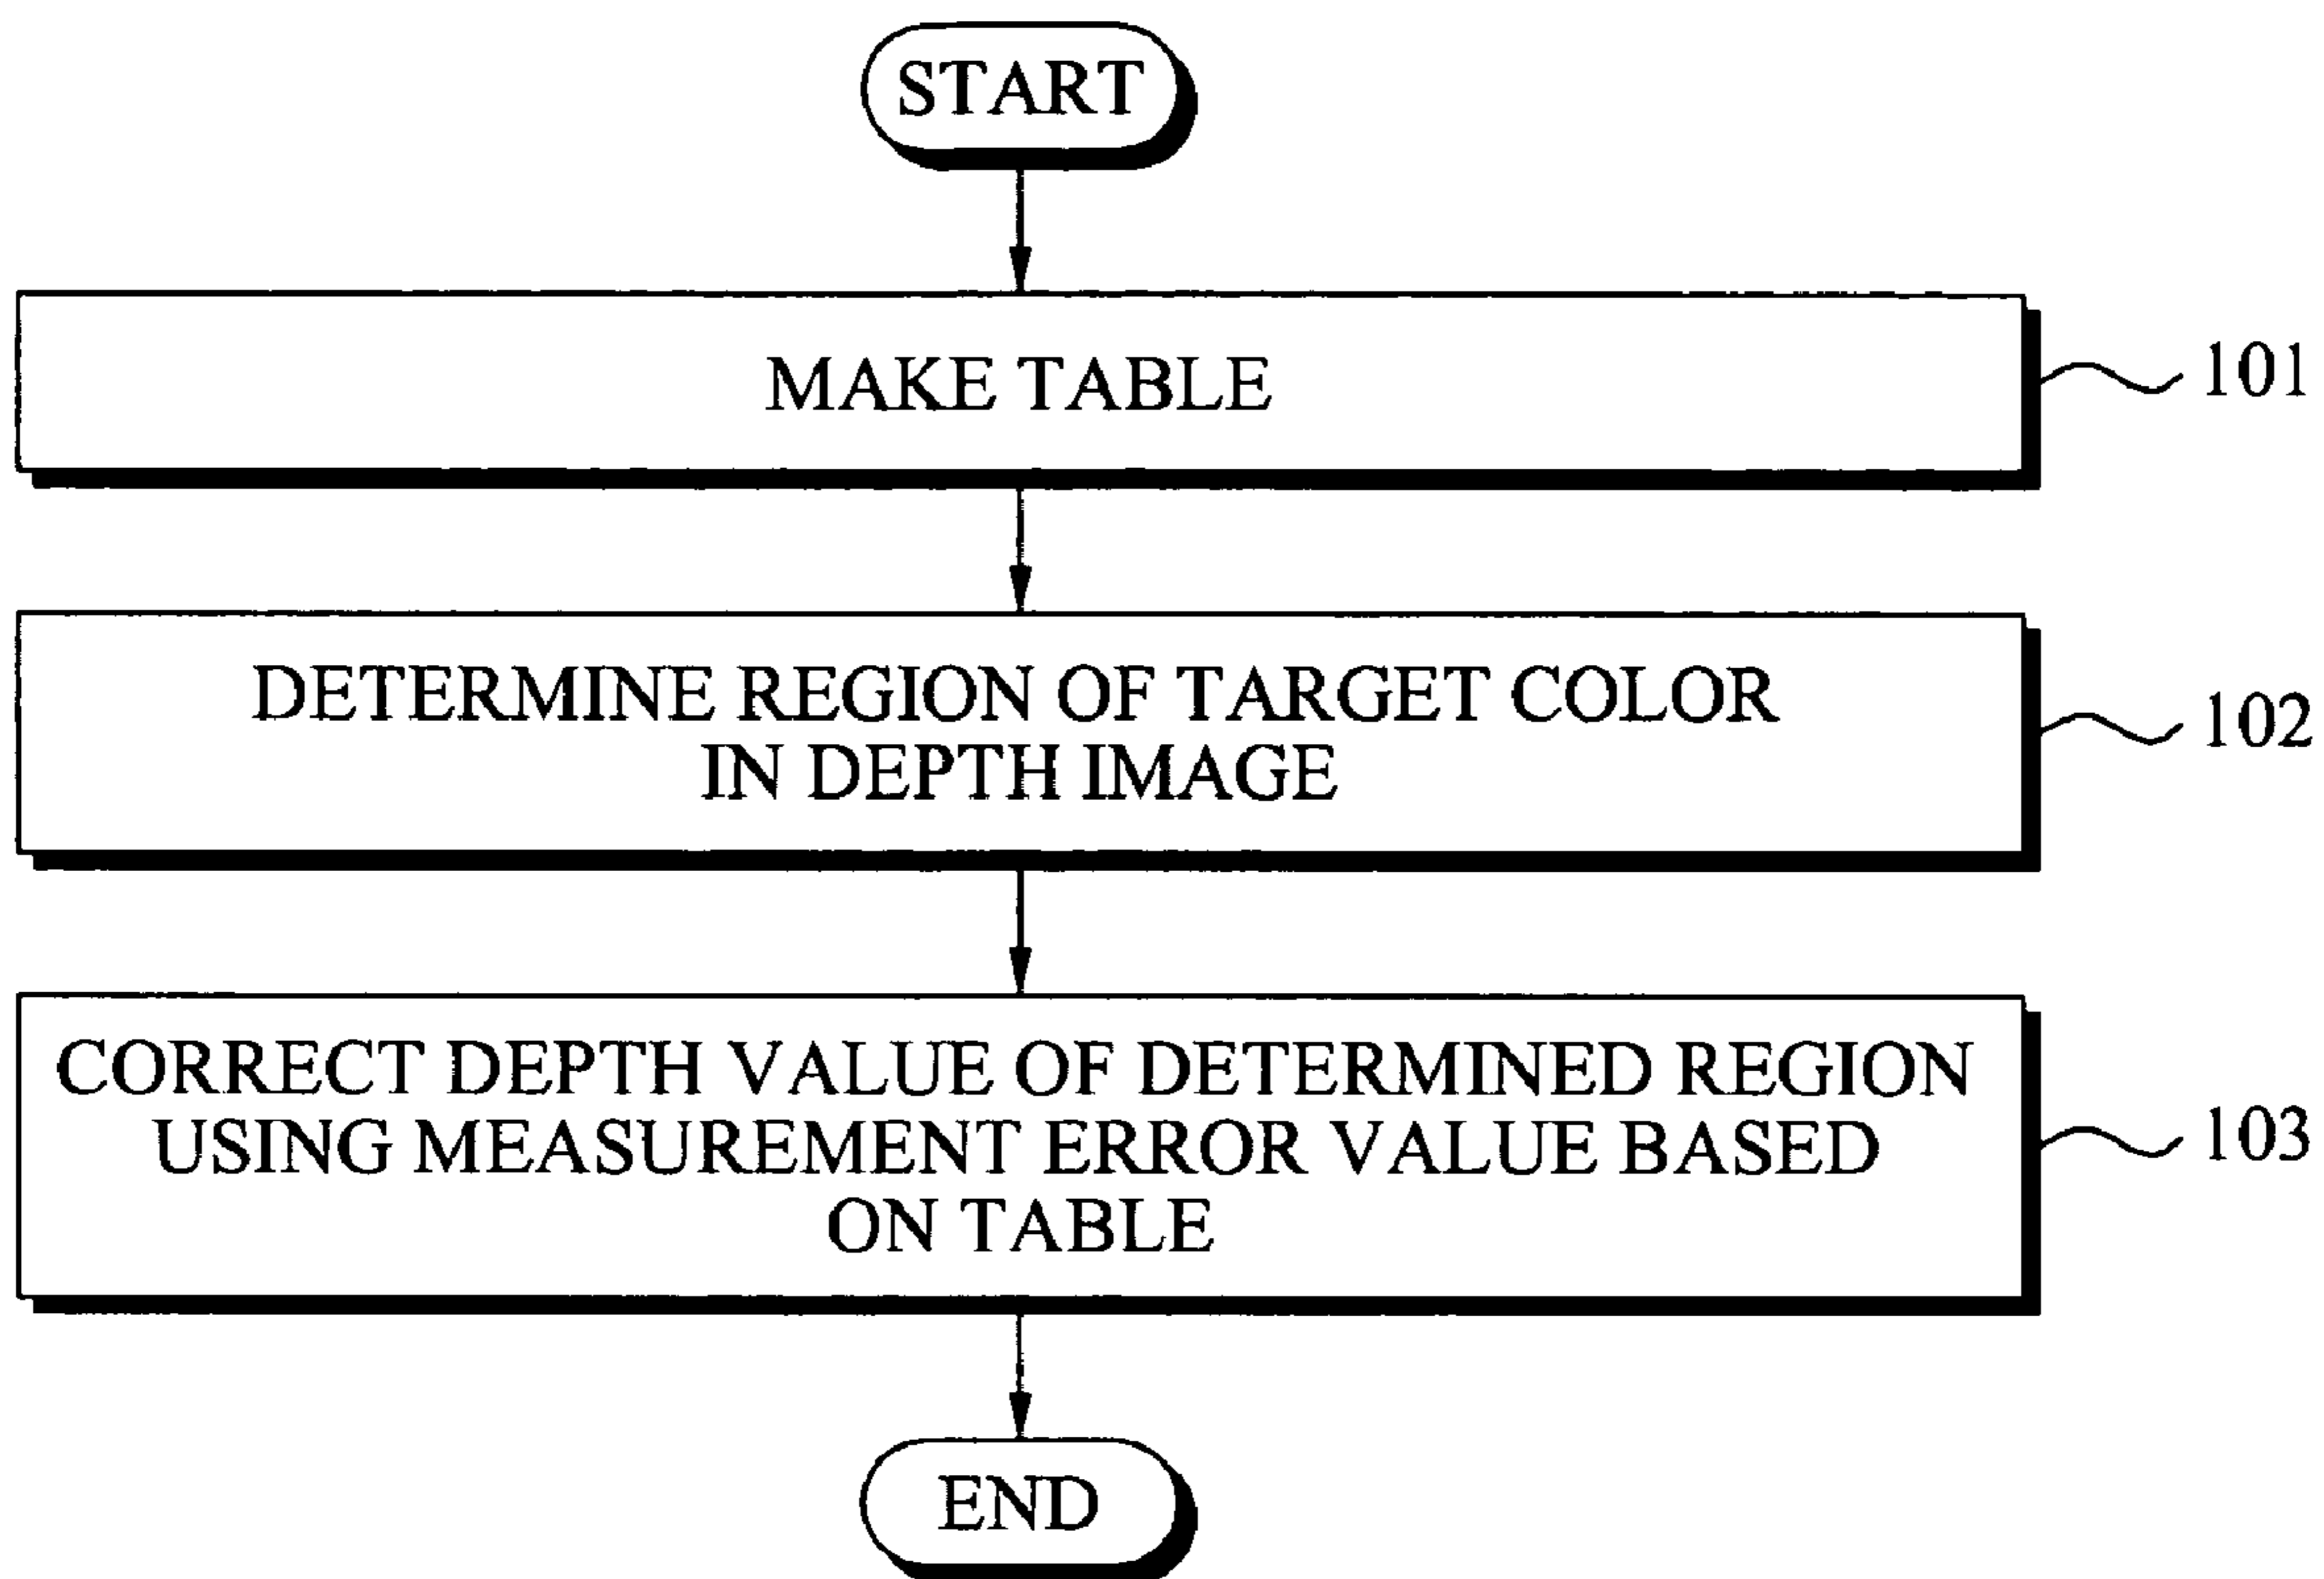 START
MAKE TABLE
101
DETERMINE REGION OF TARGET COLOR
IN DEPTH IMAGE
102
CORRECT DEPTH VALUE OF DETERMINED REGION
USING MEASUREMENT ERROR VALUE BASED
ON TABLE
103
END